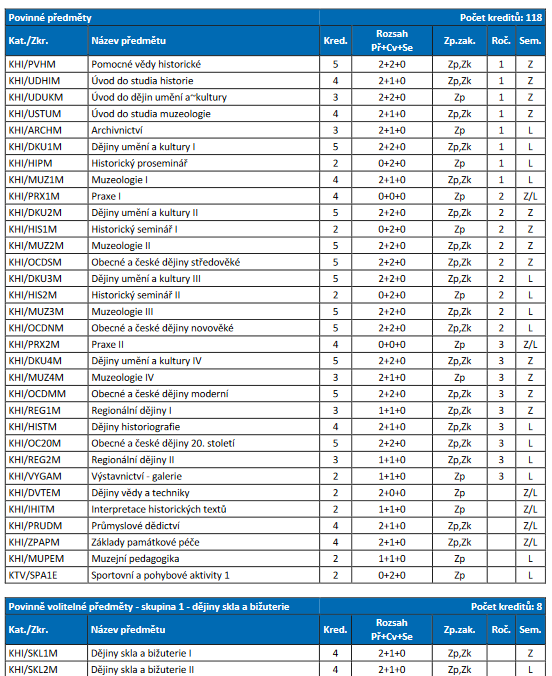 Povinné předměty Počet kreditů: 118
Kat./Zkr. Název předmětu Kred. Rozsah Př+Cv+Se Zp.zak. Roč. Sem.
KHI/PVHM Pomocné vědy historické 5 2+2+0 Zp,Zk 1 Z
KHI/UDHIM Úvod do studia historie 4 2+1+0 Zp,Zk 1 Z
KHI/UDUKM Úvod do dějin umění a~kultury 3 2+2+0 Zp 1 Z
KHI/USTUM Úvod do studia muzeologie 4 2+1+0 Zp,Zk 1 Z
KHI/ARCHM Archivnictví 3 2+1+0 Zp 1 L
KHI/DKU1M Dějiny umění a kultury I 5 2+2+0 Zp,Zk 1 L
KHI/HIPM Historický proseminář 2 0+2+0 Zp 1 L
KHI/MUZ1M Muzeologie I 4 2+1+0 Zp,Zk 1 L
KHI/PRX1M Praxe I 4 0+0+0 Zp 2 Z/L
KHI/DKU2M Dějiny umění a kultury II 5 2+2+0 Zp,Zk 2 Z
KHI/HIS1M Historický seminář I 2 0+2+0 Zp 2 Z
KHI/MUZ2M Muzeologie II 5 2+2+0 Zp,Zk 2 Z
KHI/OCDSM Obecné a české dějiny středověké 5 2+2+0 Zp,Zk 2 Z
KHI/DKU3M Dějiny umění a kultury III 5 2+2+0 Zp,Zk 2 L
KHI/HIS2M Historický seminář II 2 0+2+0 Zp 2 L
KHI/MUZ3M Muzeologie III 5 2+2+0 Zp,Zk 2 L
KHI/OCDNM Obecné a české dějiny novověké 5 2+2+0 Zp,Zk 2 L
KHI/PRX2M Praxe II 4 0+0+0 Zp 3 Z/L
KHI/DKU4M Dějiny umění a kultury IV 5 2+2+0 Zp,Zk 3 Z
KHI/MUZ4M Muzeologie IV 3 2+1+0 Zp,Zk 3 Z
KHI/OCDMM Obecné a české dějiny moderní 5 2+2+0 Zp,Zk 3 Z
KHI/REG1M Regionální dějiny I 3 1+1+0 Zp,Zk 3 Z
KHI/HISTM Dějiny historiografie 4 2+1+0 Zp,Zk 3 L
KHI/OC20M Obecné a české dějiny 20. století 5 2+2+0 Zp,Zk 3 L
KHI/REG2M Regionální dějiny II 3 1+1+0 Zp,Zk 3 L
KHI/VYGAM Výstavnictví - galerie 2 1+1+0 Zp 3 L
KHI/DVTEM Dějiny vědy a techniky 2 2+0+0 Zp Z/L
KHI/IHITM Interpretace historických textů 2 1+1+0 Zp Z/L
KHI/PRUDM Průmyslové dědictví 4 2+1+0 Zp,Zk Z/L
KHI/ZPAPM Základy památkové péče 4 2+1+0 Zp,Zk Z/L
KHI/MUPEM Muzejní pedagogika 2 1+1+0 Zp L
KTV/SPA1E Sportovní a pohybové aktivity 1 2 0+2+0 Zp L
Povinně volitelné předměty - skupina 1 - dějiny skla a bižuterie Počet kreditů: 8
Kat./Zkr. Název předmětu Kred. Rozsah Př+Cv+Se Zp.zak. Roč. Sem.
KHI/SKL1M Dějiny skla a bižuterie I 4 2+1+0 Zp,Zk Z
KHI/SKL2M Dějiny skla a bižuterie II 4 2+1+0 Zp,Zk L